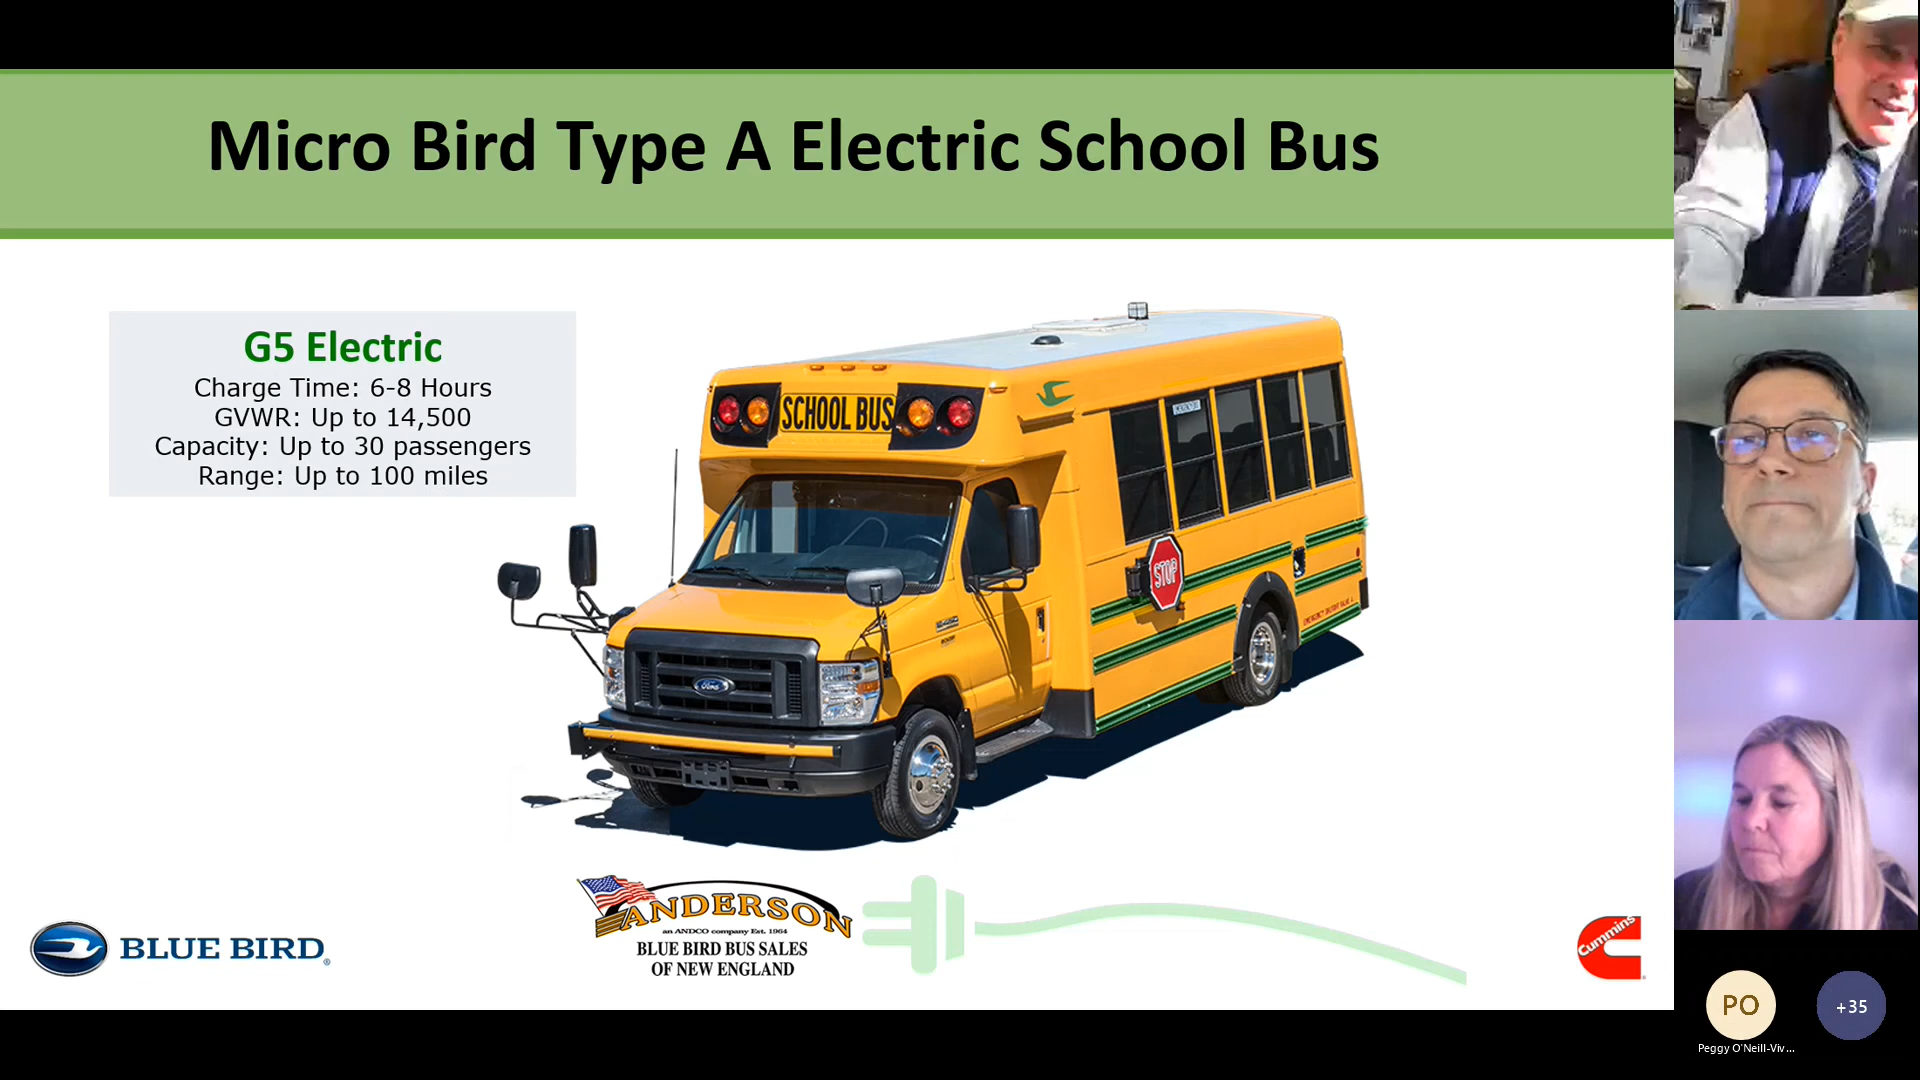 Micro Bird Type A Electric School Bus
G5 Electric
Charge Time: 6-8 Hours
GVWR: Up to 14,500
Capacity: Up to 30 passengers
Range: Up to 100 miles
SCHOOL BUS
STOP
Ford
ANDERSON
an ANDCO company Est. 1964
BLUE BIRD BUS SALES
OF NEW ENGLAND
BLUE BIRD
Cummins
PO
+35
Peggy O'Neill-Viv...